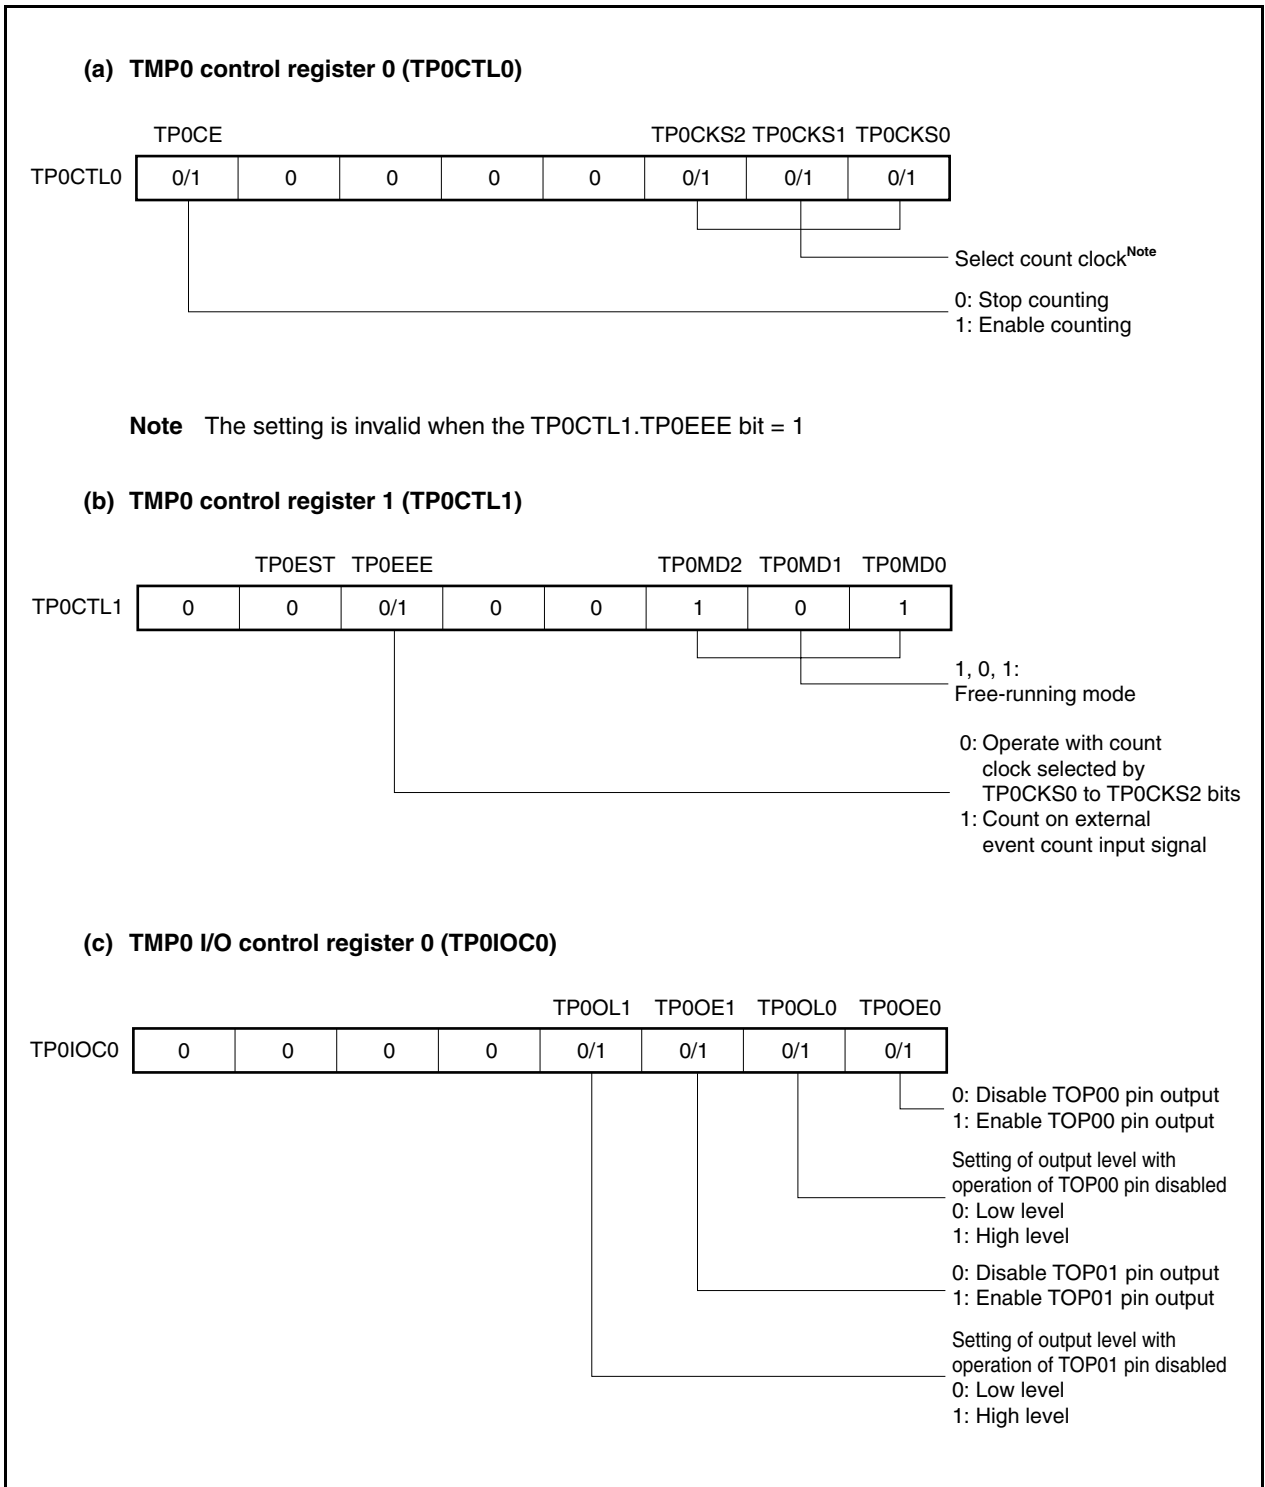 (a) TMP0 control register 0 (TP0CTL0)
TP0CE TP0CKS2 TP0CKS1 TP0CKS0
TP0CTL0 0/1 0 0 0 0 0/1 0/1 0/1
Select count clockNote
0: Stop counting
1: Enable counting
Note The setting is invalid when the TP0CTL1.TP0EEE bit = 1
(b) TMP0 control register 1 (TP0CTL1)
TP0EST TP0EEE TP0MD2 TP0MD1 TP0MD0
TP0CTL1 0 0 0/1 0 0 1 0 1
1, 0, 1:
Free-running mode
0: Operate with count
clock selected by
TP0CKS0 to TP0CKS2 bits
1: Count on external
event count input signal
(c) TMP0 I/O control register 0 (TP0IOC0)
TP0OL1 TP0OE1 TP0OL0 TP0OE0
TP0IOC0 0 0 0 0 0/1 0/1 0/1 0/1
0: Disable TOP00 pin output
1: Enable TOP00 pin output
Setting of output level with
operation of TOP00 pin disabled
0: Low level
1: High level
0: Disable TOP01 pin output
1: Enable TOP01 pin output
Setting of output level with
operation of TOP01 pin disabled
0: Low level
1: High level